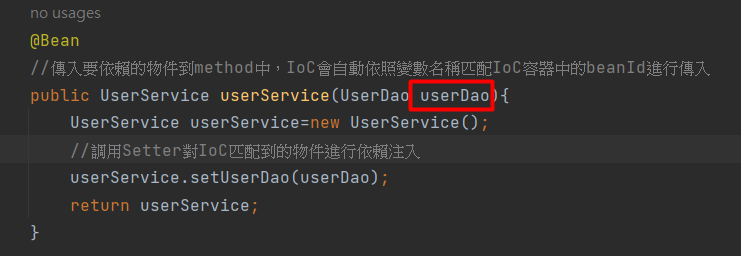 no usages
@Bean
//傳入要依賴的物件到method中，IoC會自動依照變數名稱匹配IoC容器中的beanId進行傳入
public UserService userService(UserDao userDao){
UserService userService=new UserService();
//調用Setter對IoC匹配到的物件進行依賴注入
userService.setUserDao(userDao);
return userService;
}